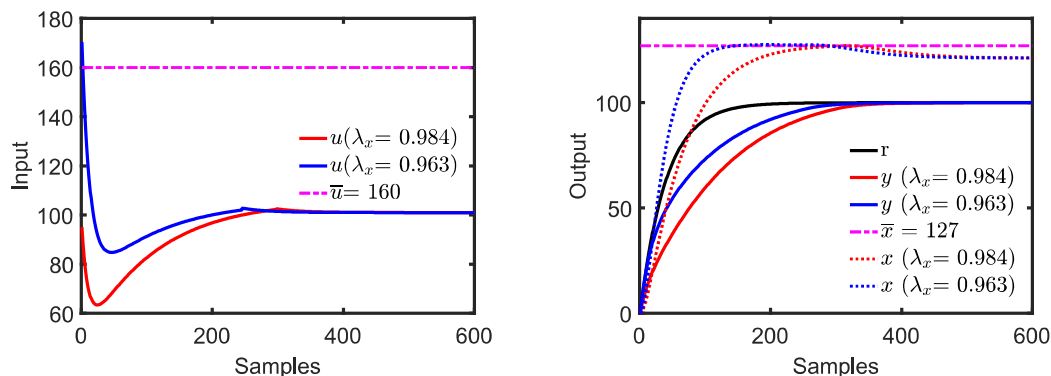 180
160
140
120
100
80
60
0
200
400
600
Input
Samples
u(λₓ= 0.984)
u(λₓ= 0.963)
u̅= 160
100
50
0
0
200
400
600
Output
Samples
r
y (λₓ= 0.984)
y (λₓ= 0.963)
x̅ = 127
x (λₓ= 0.984)
x (λₓ= 0.963)